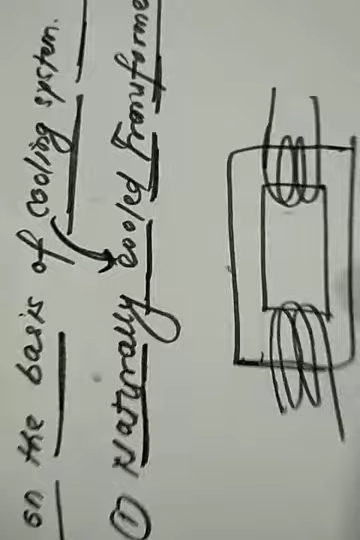 on the basis of cooling system.
① Naturally cooled Transforme